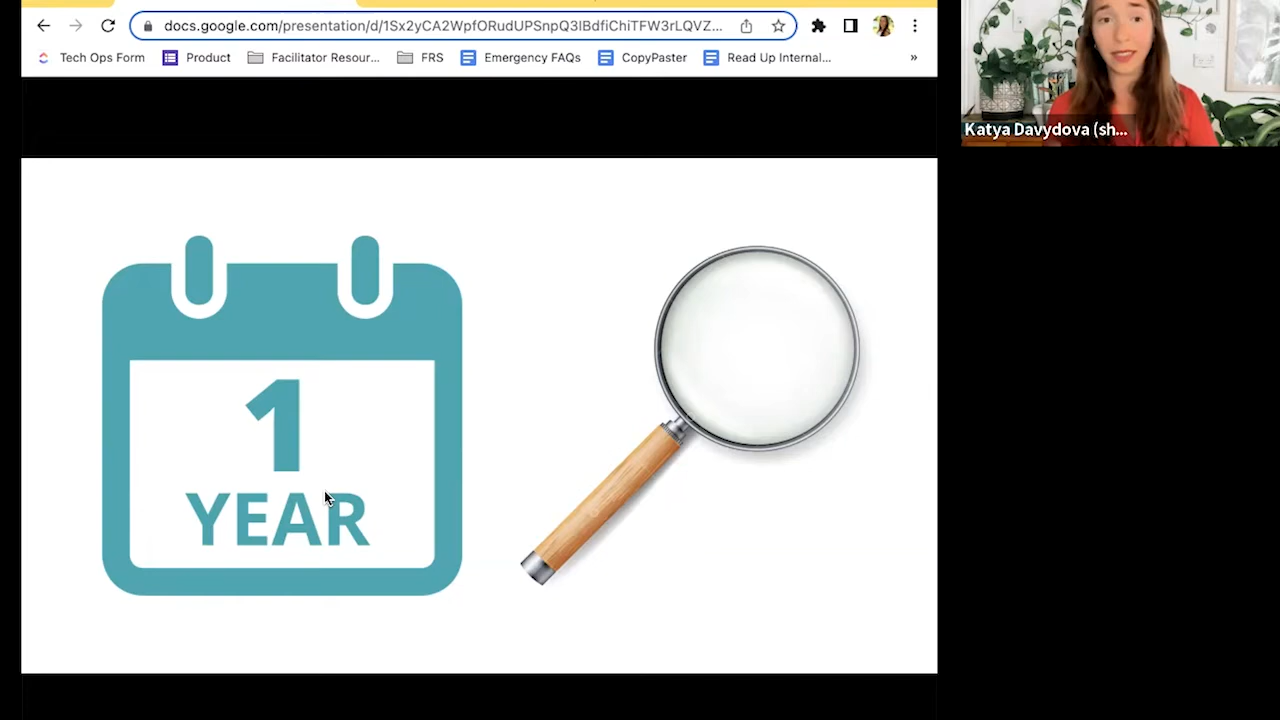 docs.google.com/presentation/d/1Sx2yCA2WpfORudUPSnpQ3lBdfiChiTFW3rLQVZ...
Tech Ops Form Product Facilitator Resour... FRS Emergency FAQs CopyPaster Read Up Internal... »
Katya Davydova (sh...
1
YEAR